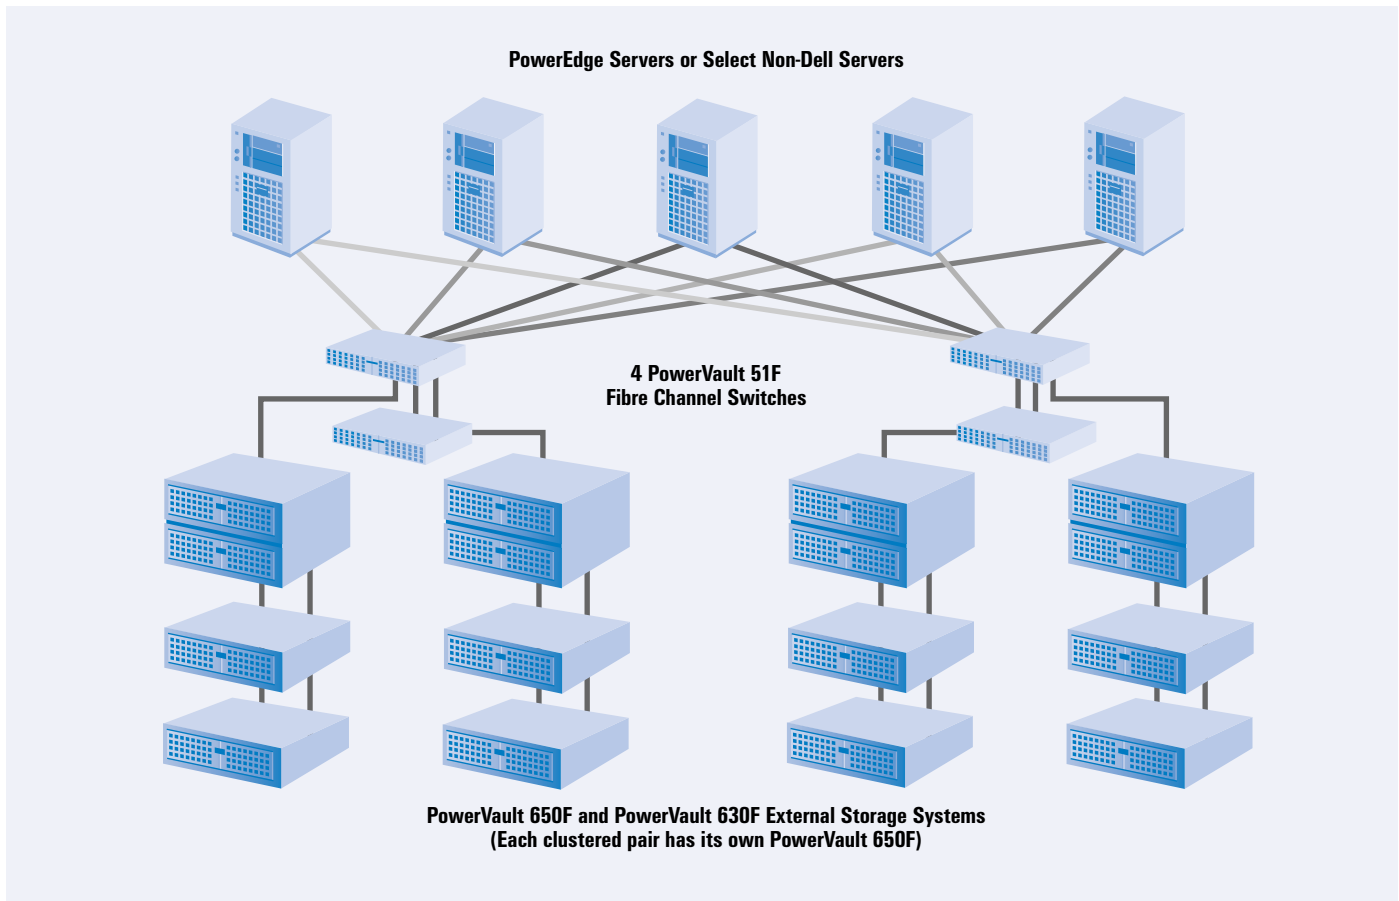 PowerEdge Servers or Select Non-Dell Servers
4 PowerVault 51F
Fibre Channel Switches
PowerVault 650F and PowerVault 630F External Storage Systems
(Each clustered pair has its own PowerVault 650F)